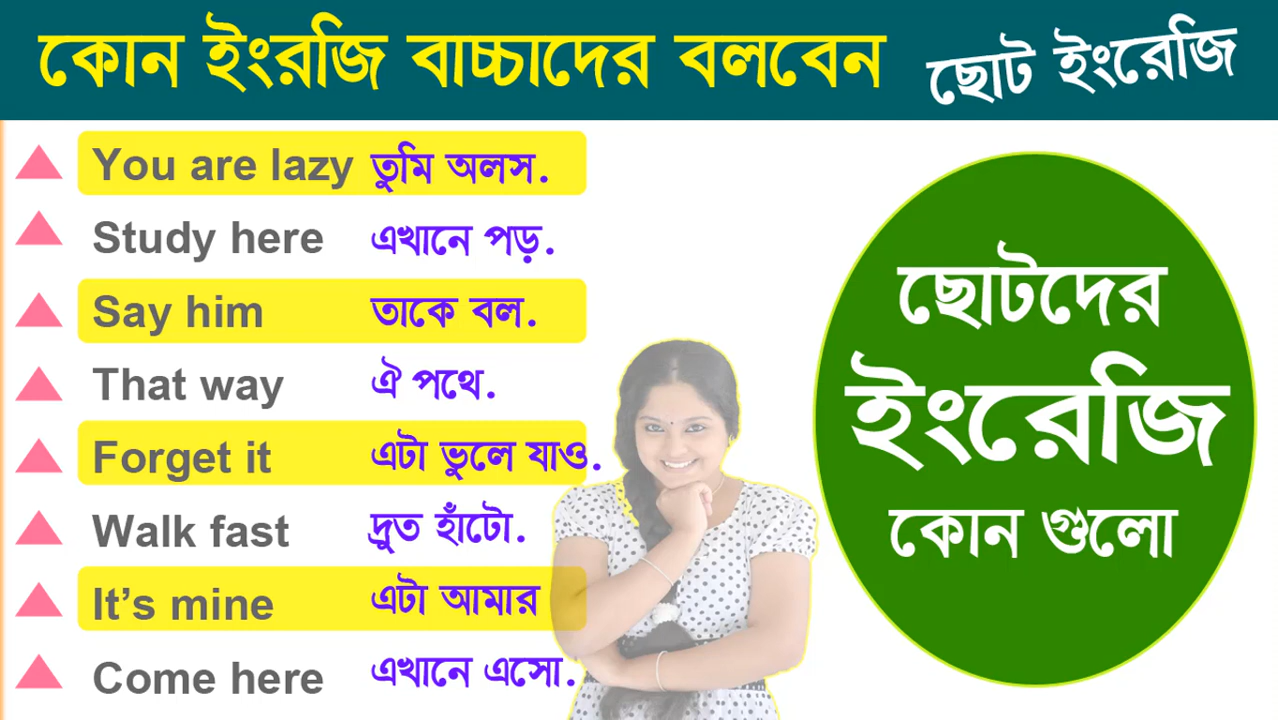 কোন ইংরজি বাচ্চাদের বলবেন ছোট ইংরেজি
You are lazy তুমি অলস.
Study here এখানে পড়.
Say him তাকে বল.
That way ঐ পথে.
Forget it এটা ভুলে যাও.
Walk fast দ্রুত হাঁটো.
It's mine এটা আমার
Come here এখানে এসো.
ছোটদের
ইংরেজি
কোন গুলো